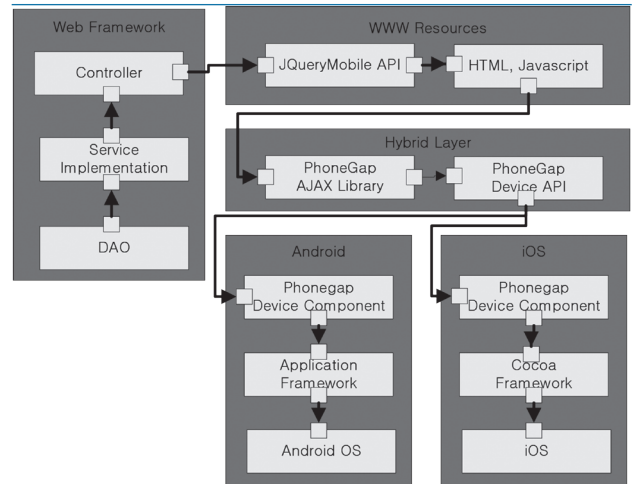 Web Framework
Controller
Service
Implementation
DAO
WWW Resources
JQueryMobile API
HTML, Javascript
Hybrid Layer
PhoneGap
AJAX Library
PhoneGap
Device API
Android
Phonegap
Device Component
Application
Framework
Android OS
iOS
Phonegap
Device Component
Cocoa
Framework
iOS